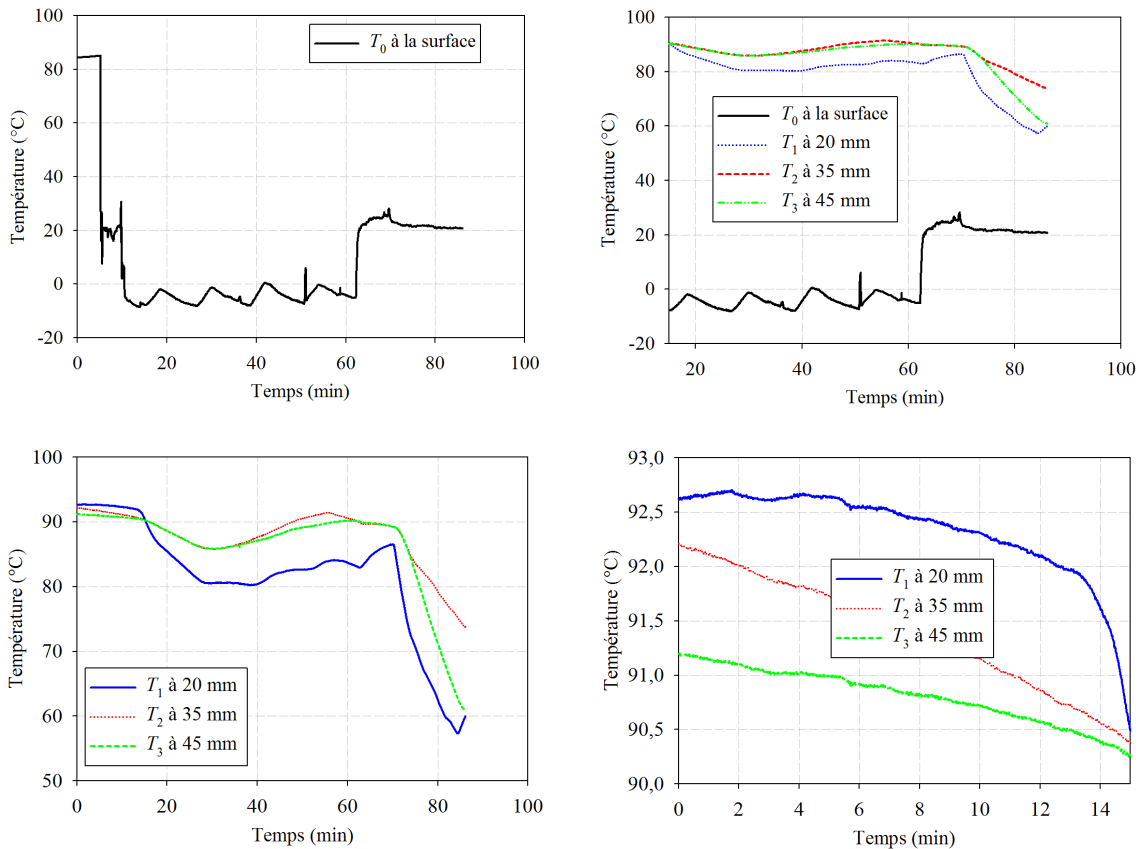 100
80
60
40
20
0
-20
Température (°C)
T0 à la surface
0
20
40
60
80
100
Temps (min)
100
80
60
40
20
0
-20
Température (°C)
T0 à la surface
T1 à 20 mm
T2 à 35 mm
T3 à 45 mm
20
40
60
80
100
Temps (min)
100
90
80
70
60
50
Température (°C)
T1 à 20 mm
T2 à 35 mm
T3 à 45 mm
0
20
40
60
80
100
Temps (min)
93,0
92,5
92,0
91,5
91,0
90,5
90,0
Température (°C)
T1 à 20 mm
T2 à 35 mm
T3 à 45 mm
0
2
4
6
8
10
12
14
Temps (min)